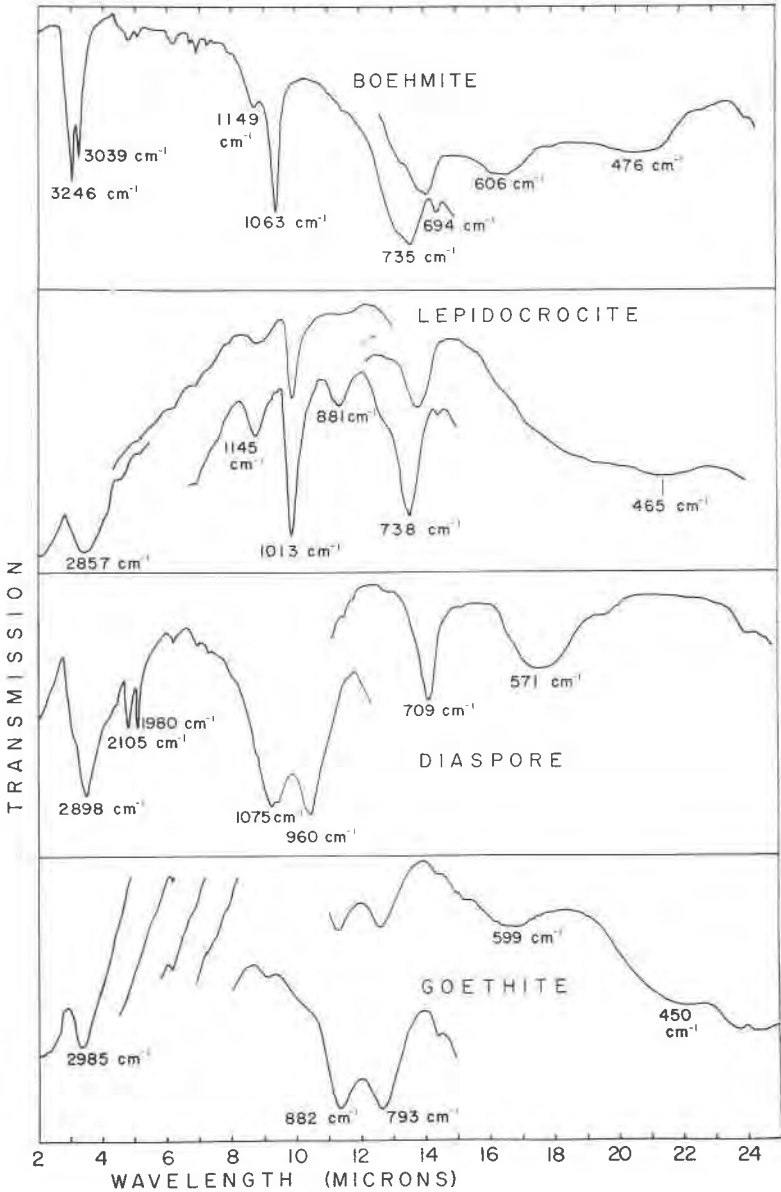 BOEHMITE
1149
cm⁻¹
3039 cm⁻¹
3246 cm⁻¹
1063 cm⁻¹
735 cm⁻¹
694 cm⁻¹
606 cm⁻¹
476 cm⁻¹
LEPIDOCROCITE
2857 cm⁻¹
1145
cm⁻¹
1013 cm⁻¹
881 cm⁻¹
738 cm⁻¹
465 cm⁻¹
TRANSMISSION
DIASPORE
1980 cm⁻¹
2105 cm⁻¹
2898 cm⁻¹
1075 cm⁻¹
960 cm⁻¹
709 cm⁻¹
571 cm⁻¹
GOETHITE
2985 cm⁻¹
882 cm⁻¹
793 cm⁻¹
599 cm⁻¹
450
cm⁻¹
2 4 6 8 10 12 14 16 18 20 22 24
WAVELENGTH (MICRONS)